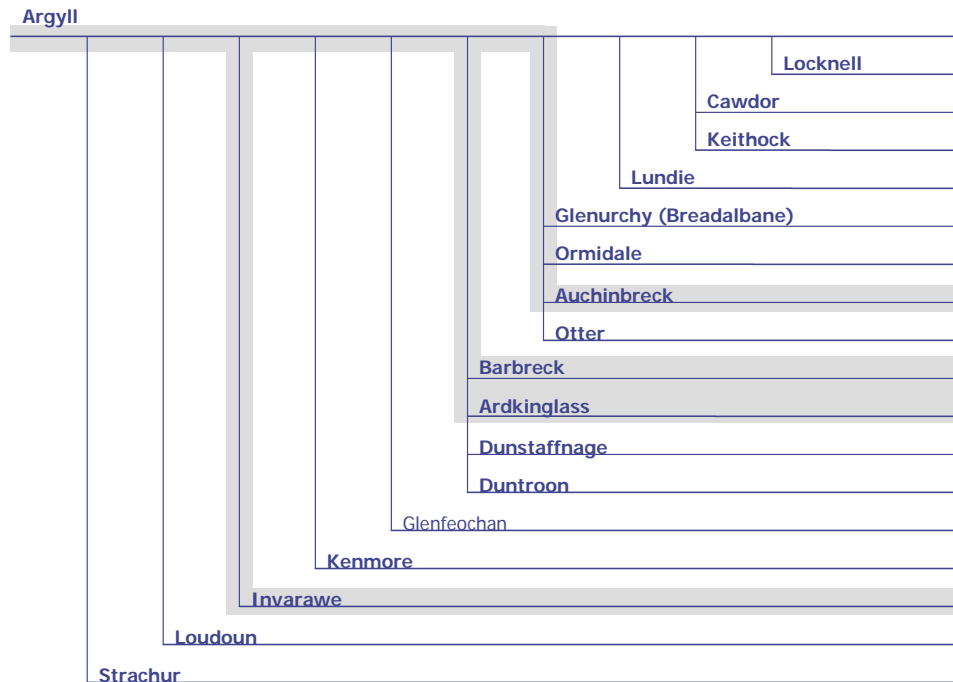 Argyll
Locknell
Cawdor
Keithock
Lundie
Glenurchy (Breadalbane)
Ormidale
Auchinbreck
Otter
Barbreck
Ardkinglass
Dunstaffnage
Duntroon
Glenfeochan
Kenmore
Invarawe
Loudoun
Strachur